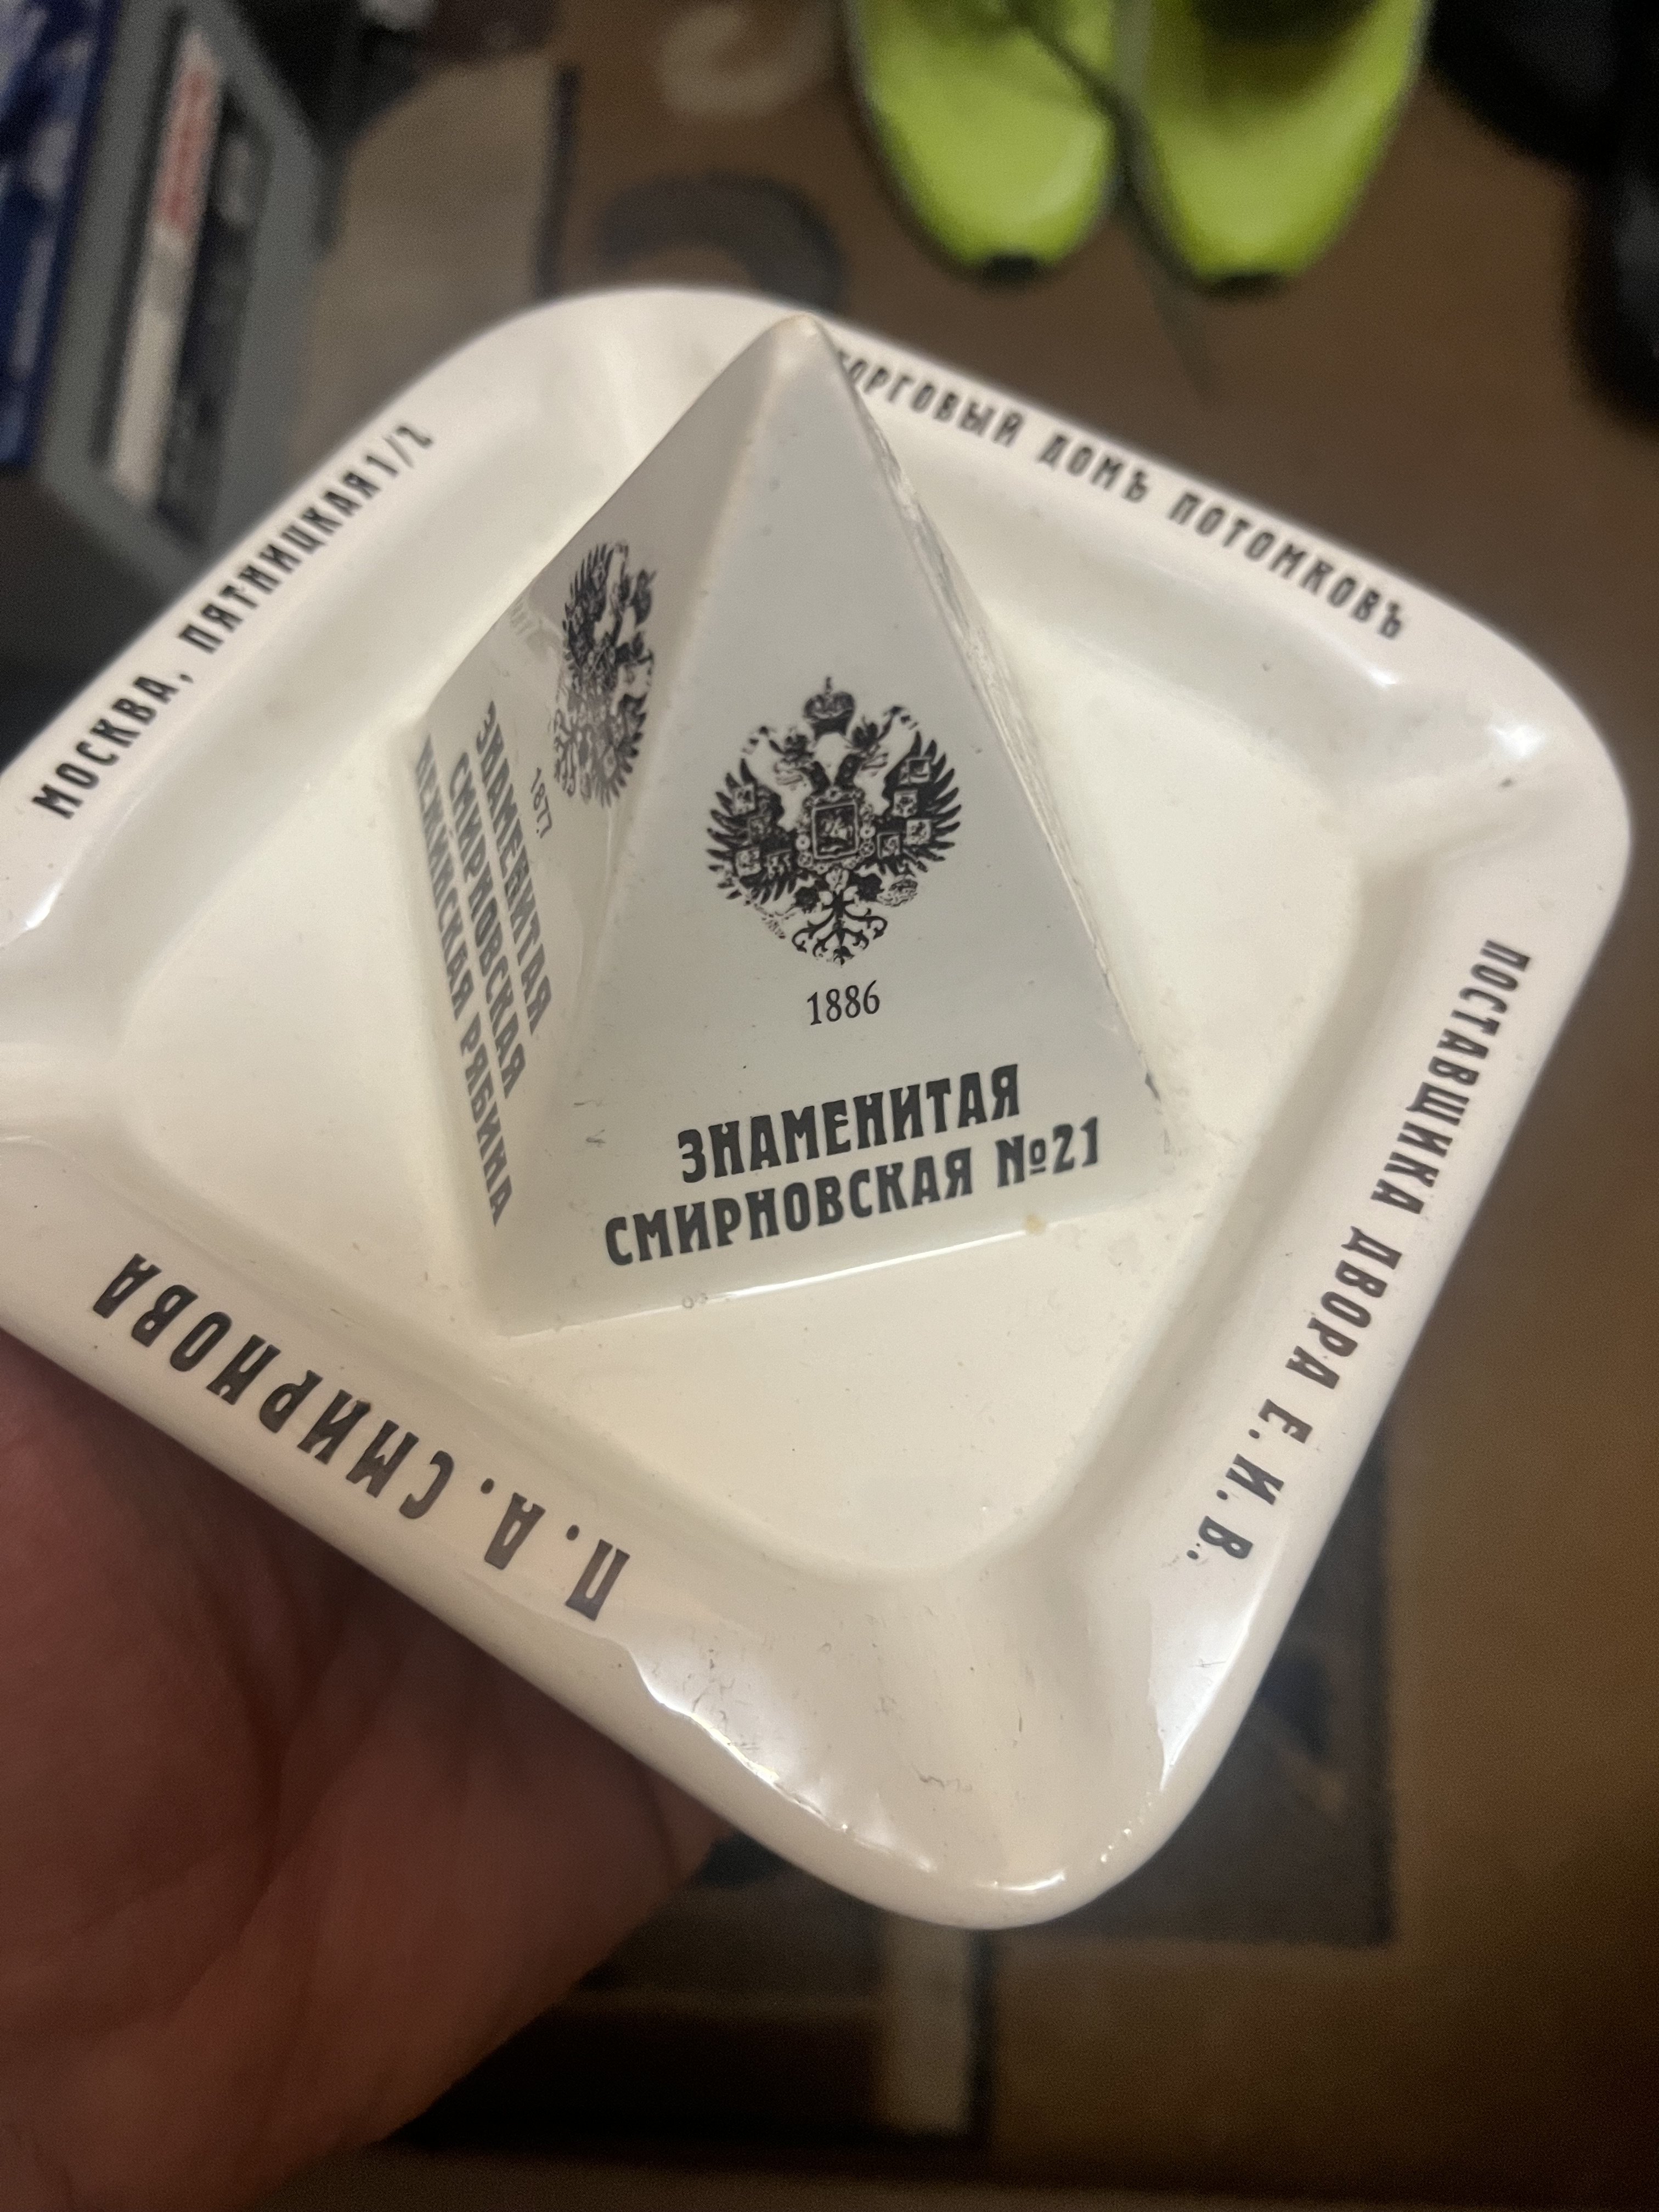 ТОРГОВЫЙ ДОМЪ ПОТОМКОВЪ
ПОСТАВЩИКА ДВОРА Е.И.В.
П.А.СМИРНОВА
МОСКВА, ПЯТНИЦКАЯ 1/2
1886
ЗНАМЕНИТАЯ
СМИРНОВСКАЯ №21
1877
ЗНАМЕНИТАЯ
СМИРНОВСКАЯ
НЕЖИНСКАЯ РЯБИНА